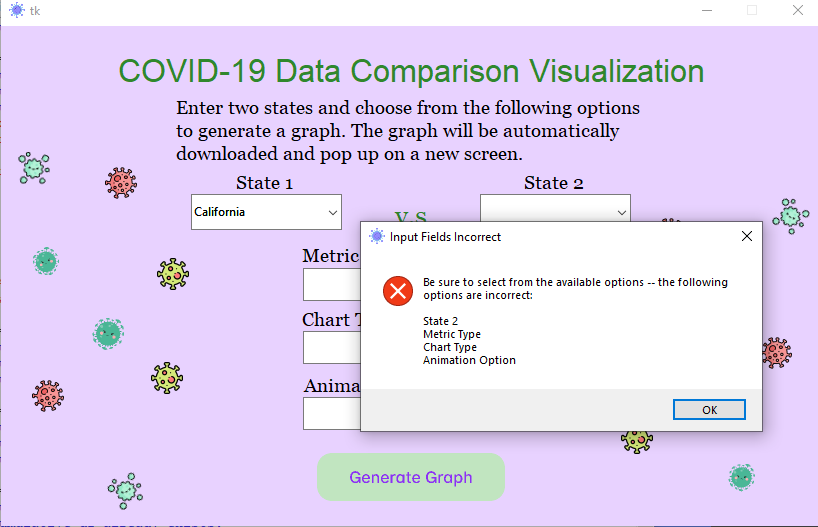 tk
COVID-19 Data Comparison Visualization
Enter two states and choose from the following options
to generate a graph. The graph will be automatically
downloaded and pop up on a new screen.
State 1
State 2
California
V.S
Metric
Chart T
Anima
Input Fields Incorrect
Be sure to select from the available options -- the following
options are incorrect:
State 2
Metric Type
Chart Type
Animation Option
OK
Generate Graph